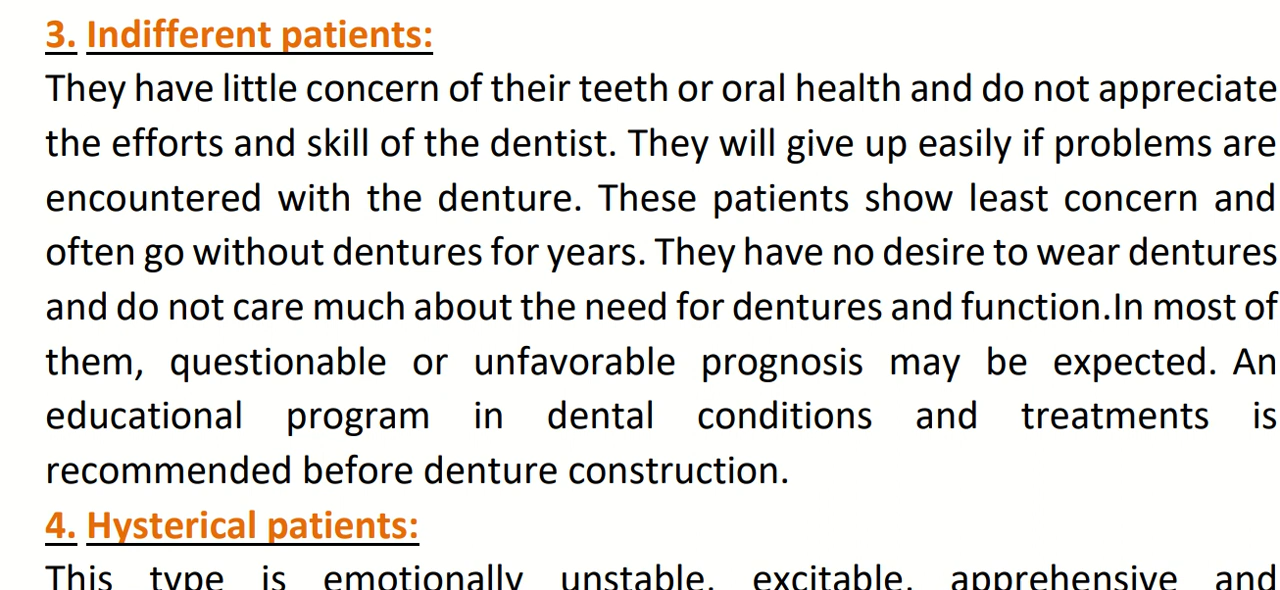 3. Indifferent patients:
They have little concern of their teeth or oral health and do not appreciate
the efforts and skill of the dentist. They will give up easily if problems are
encountered with the denture. These patients show least concern and
often go without dentures for years. They have no desire to wear dentures
and do not care much about the need for dentures and function.In most of
them, questionable or unfavorable prognosis may be expected. An
educational program in dental conditions and treatments is
recommended before denture construction.
4. Hysterical patients:
This type is emotionally unstable, excitable, apprehensive and